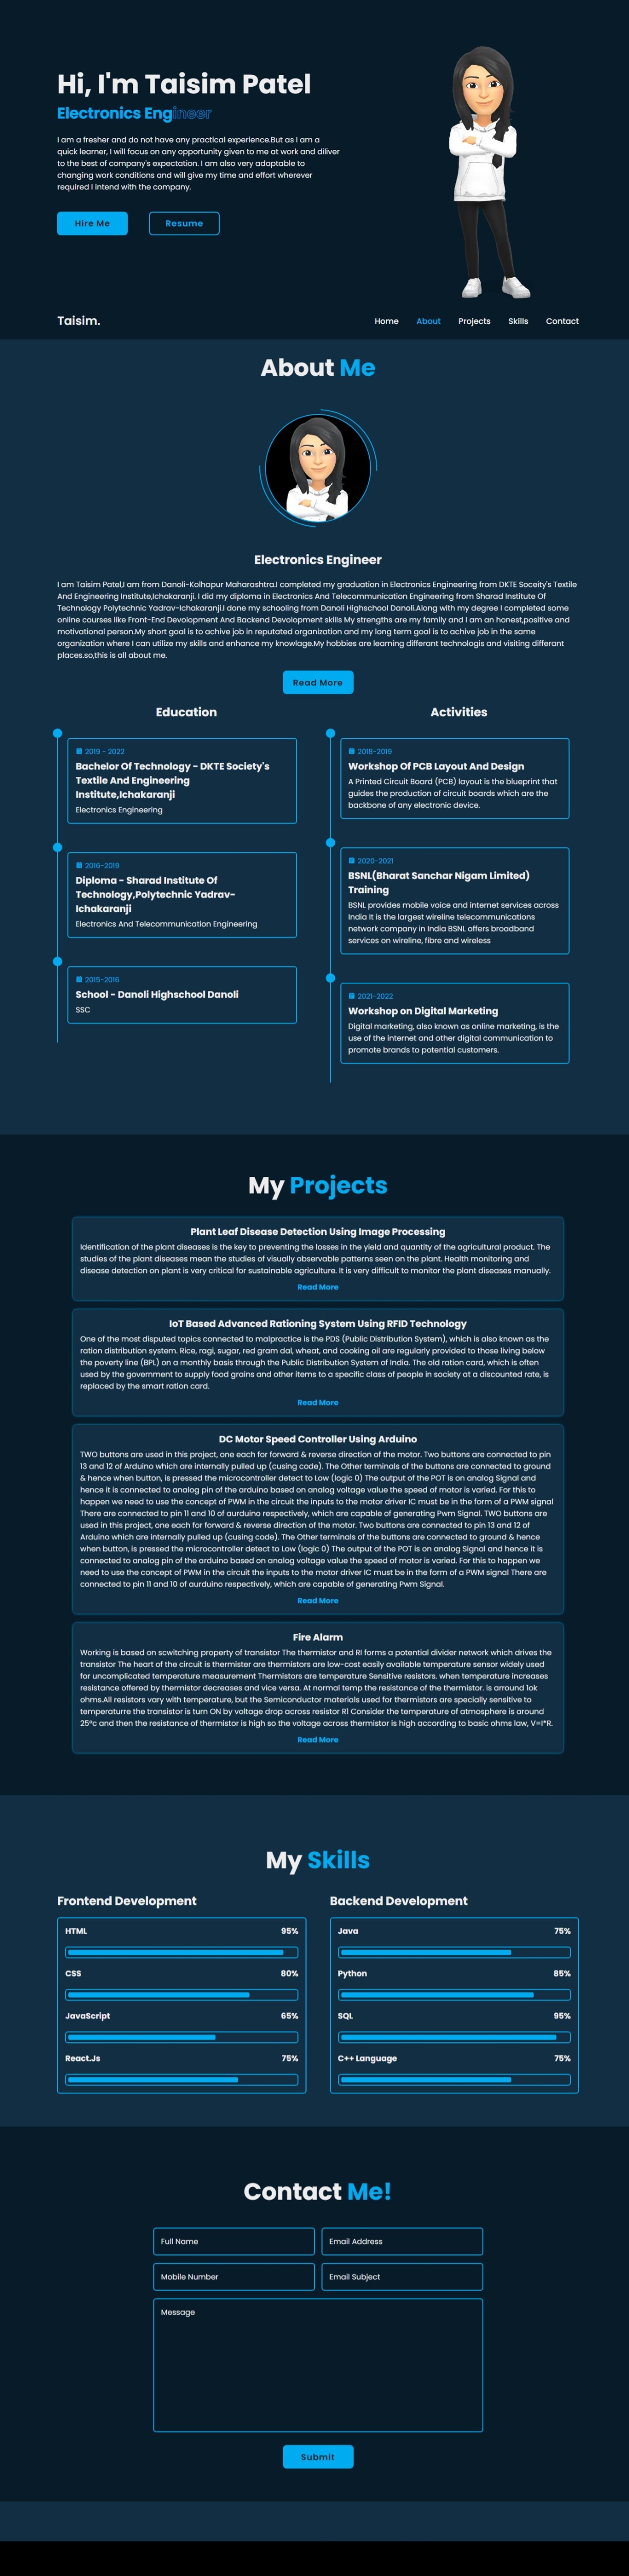 Hi, I'm Taisim Patel
Electronics Engineer
I am a fresher and do not have any practical experience.But as I am a
quick learner, I will focus on any opportunity given to me at work and diliver
to the best of company's expectation. I am also very adaptable to
changing work conditions and will give my time and effort wherever
required I intend with the company.
Hire Me
Resume
Taisim.
Home About Projects Skills Contact
About Me
Electronics Engineer
I am Taisim Patel,I am from Danoli-Kolhapur Maharashtra.I completed my graduation in Electronics Engineering from DKTE Soceity's Textile
And Engineering Institute,Ichakaranji. I did my diploma in Electronics And Telecommunication Engineering from Sharad Institute Of
Technology Polytechnic Yadrav-Ichakaranji.I done my schooling from Danoli Highschool Danoli.Along with my degree I completed some
online courses like Front-End Devolopment And Backend Devolopment skills My strengths are my family and I am an honest,positive and
motivational person.My short goal is to achive job in reputated organization and my long term goal is to achive job in the same
organization where I can utilize my skills and enhance my knowlage.My hobbies are learning differant technologis and visiting differant
places.so,this is all about me.
Read More
Education
2019 - 2022
Bachelor Of Technology - DKTE Society's
Textile And Engineering
Institute,Ichakaranji
Electronics Engineering
2016-2019
Diploma - Sharad Institute Of
Technology,Polytechnic Yadrav-
Ichakaranji
Electronics And Telecommunication Engineering
2015-2016
School - Danoli Highschool Danoli
SSC
Activities
2018-2019
Workshop Of PCB Layout And Design
A Printed Circuit Board (PCB) layout is the blueprint that
guides the production of circuit boards which are the
backbone of any electronic device.
2020-2021
BSNL(Bharat Sanchar Nigam Limited)
Training
BSNL provides mobile voice and internet services across
India It is the largest wireline telecommunications
network company in India BSNL offers broadband
services on wireline, fibre and wireless
2021-2022
Workshop on Digital Marketing
Digital marketing, also known as online marketing, is the
use of the internet and other digital communication to
promote brands to potential customers.
My Projects
Plant Leaf Disease Detection Using Image Processing
Identification of the plant diseases is the key to preventing the losses in the yield and quantity of the agricultural product. The
studies of the plant diseases mean the studies of visually observable patterns seen on the plant. Health monitoring and
disease detection on plant is very critical for sustainable agriculture. It is very difficult to monitor the plant diseases manually.
Read More
IoT Based Advanced Rationing System Using RFID Technology
One of the most disputed topics connected to malpractice is the PDS (Public Distribution System), which is also known as the
ration distribution system. Rice, ragi, sugar, red gram dal, wheat, and cooking oil are regularly provided to those living below
the poverty line (BPL) on a monthly basis through the Public Distribution System of India. The old ration card, which is often
used by the government to supply food grains and other items to a specific class of people in society at a discounted rate, is
replaced by the smart ration card.
Read More
DC Motor Speed Controller Using Arduino
TWO buttons are used in this project, one each for forward & reverse direction of the motor. Two buttons are connected to pin
13 and 12 of Arduino which are internally pulled up (cusing code). The Other terminals of the buttons are connected to ground
& hence when button, is pressed the microcontroller detect to Low (logic 0) The output of the POT is on analog Signal and
hence it is connected to analog pin of the arduino based on analog voltage value the speed of motor is varied. For this to
happen we need to use the concept of PWM in the circuit the inputs to the motor driver IC must be in the form of a PWM signal
There are connected to pin 11 and 10 of aurduino respectively, which are capable of generating Pwm Signal. TWO buttons are
used in this project, one each for forward & reverse direction of the motor. Two buttons are connected to pin 13 and 12 of
Arduino which are internally pulled up (cusing code). The Other terminals of the buttons are connected to ground & hence
when button, is pressed the microcontroller detect to Low (logic 0) The output of the POT is on analog Signal and hence it is
connected to analog pin of the arduino based on analog voltage value the speed of motor is varied. For this to happen we
need to use the concept of PWM in the circuit the inputs to the motor driver IC must be in the form of a PWM signal There are
connected to pin 11 and 10 of aurduino respectively, which are capable of generating Pwm Signal.
Read More
Fire Alarm
Working is based on scwitching property of transistor The thermistor and RI forms a potential divider network which drives the
transistor The heart of the circuit is thermister are thermistors are low-cost easily available temperature sensor widely used
for uncomplicated temperature measurement Thermistors are temperature Sensitive resistors. when temperature increases
resistance offered by thermistor decreases and vice versa. At normal temp the resistance of the thermistor. is arround 10k
ohms.All resistors vary with temperature, but the Semiconductor materials used for thermistors are specially sensitive to
temperaturre the transistor is turn ON by voltage drop across resistor R1 Consider the temperature of atmosphere is around
25°c and then the resistance of thermistor is high so the voltage across thermistor is high according to basic ohms law, V=I*R.
Read More
My Skills
Frontend Development
HTML 95%
CSS 80%
JavaScript 65%
React.Js 75%
Backend Development
Java 75%
Python 85%
SQL 95%
C++ Language 75%
Contact Me!
Full Name
Email Address
Mobile Number
Email Subject
Message
Submit